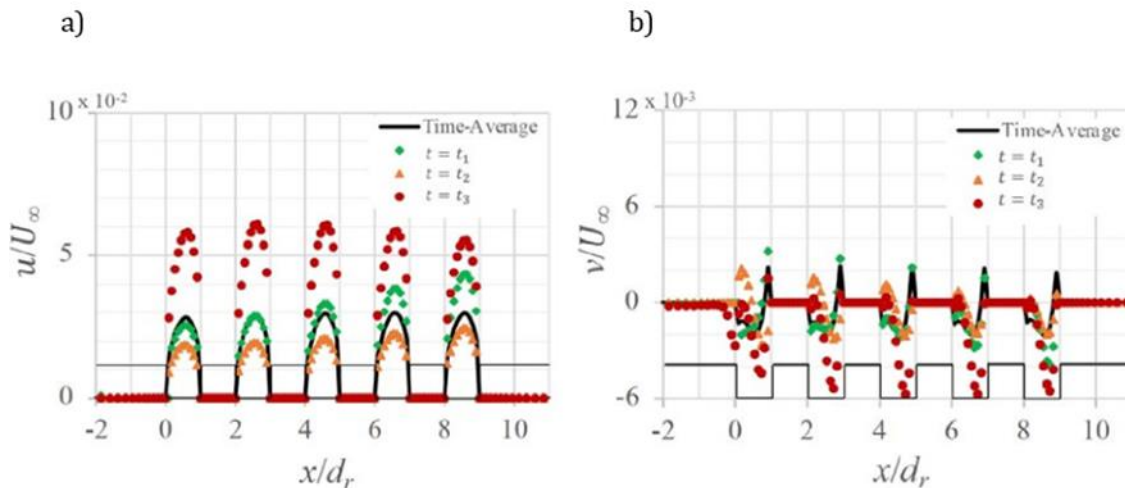 a)
b)
10 x 10⁻²
5
0
u/U∞
Time-Average
t = t₁
t = t₂
t = t₃
-2 0 2 4 6 8 10
x/dᵣ
12 x 10⁻³
6
0
-6
v/U∞
Time-Average
t = t₁
t = t₂
t = t₃
-2 0 2 4 6 8 10
x/dᵣ